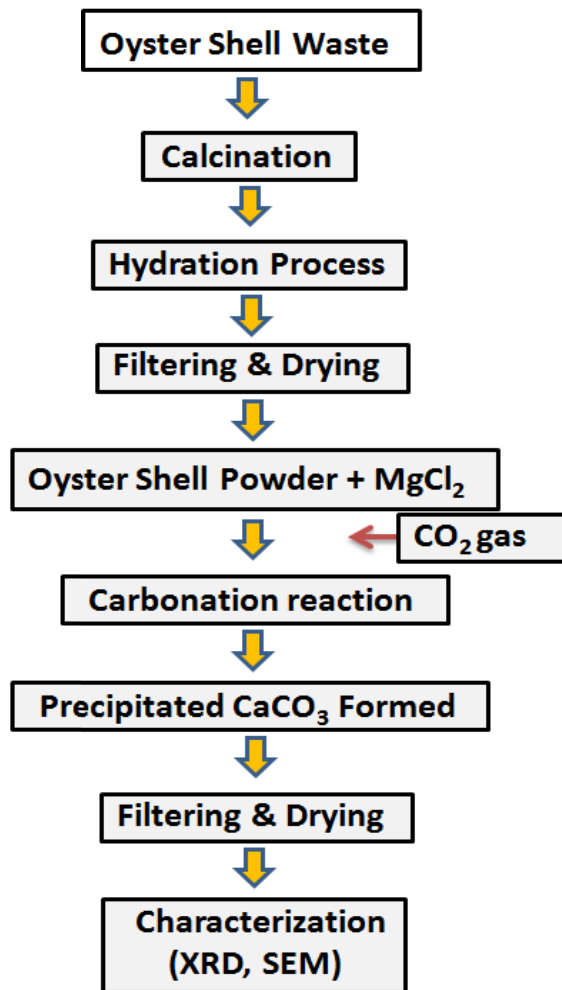 Oyster Shell Waste
Calcination
Hydration Process
Filtering & Drying
Oyster Shell Powder + MgCl₂
CO₂ gas
Carbonation reaction
Precipitated CaCO₃ Formed
Filtering & Drying
Characterization
(XRD, SEM)